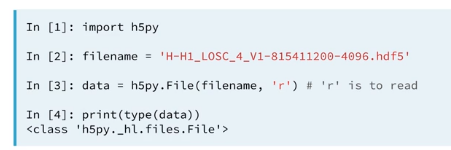 In [1]: import h5py
In [2]: filename = 'H-H1_LOSC_4_V1-815411200-4096.hdf5'
In [3]: data = h5py.File(filename, 'r') # 'r' is to read
In [4]: print(type(data))
<class 'h5py._hl.files.File'>